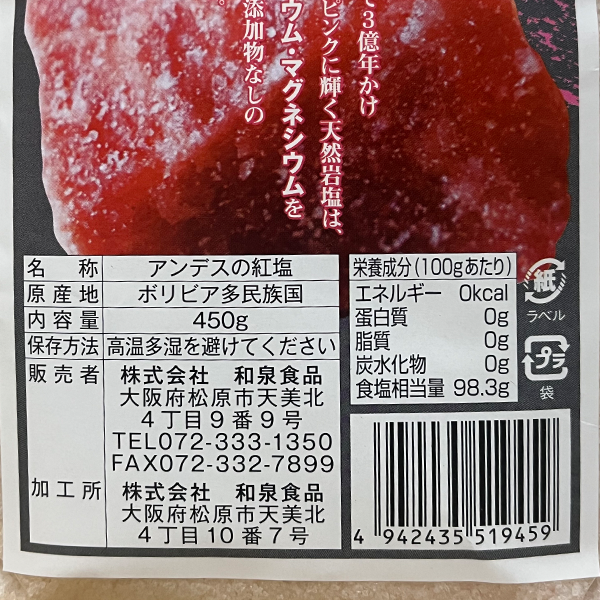 で3億年かけ
ピンクに輝く天然岩塩は、
ウム・マグネシウムを
添加物なしの
。
名称 アンデスの紅塩
原産地 ボリビア多民族国
内容量 450g
保存方法 高温多湿を避けてください
販売者 株式会社 和泉食品
大阪府松原市天美北
4丁目9番9号
TEL072-333-1350
FAX072-332-7899
加工所 株式会社 和泉食品
大阪府松原市天美北
4丁目10番7号
栄養成分(100gあたり)
エネルギー 0kcal
蛋白質 0g
脂質 0g
炭水化物 0g
食塩相当量 98.3g
紙
ラベル
プラ
袋
4 942435 519459